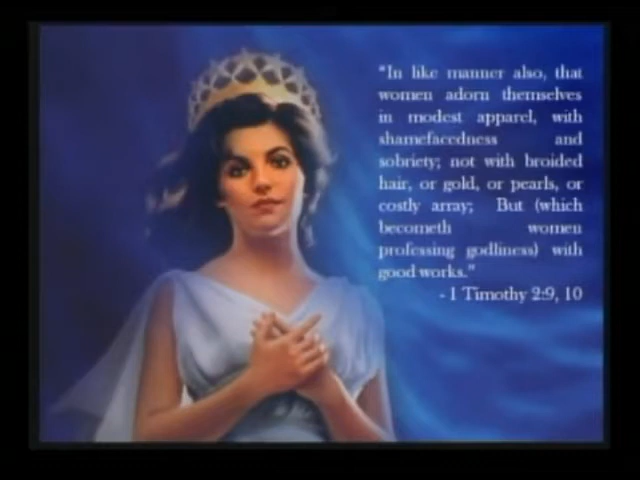 "In like manner also, that
women adorn themselves
in modest apparel, with
shamefacedness and
sobriety; not with broided
hair, or gold, or pearls, or
costly array; But (which
becometh women
professing godliness) with
good works."
- 1 Timothy 2:9, 10